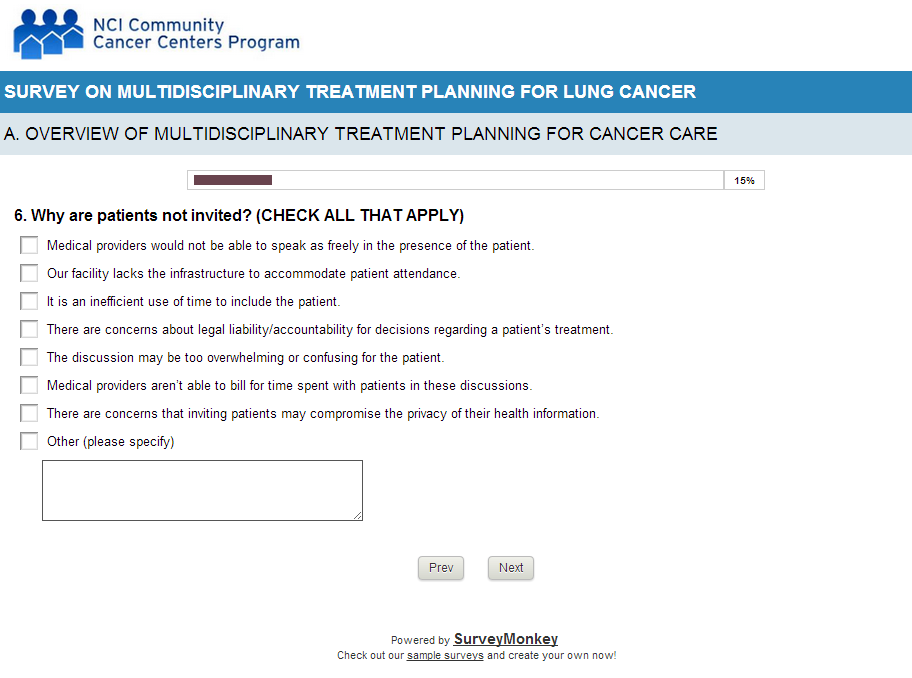 NCI Community
Cancer Centers Program
SURVEY ON MULTIDISCIPLINARY TREATMENT PLANNING FOR LUNG CANCER
A. OVERVIEW OF MULTIDISCIPLINARY TREATMENT PLANNING FOR CANCER CARE
15%
6. Why are patients not invited? (CHECK ALL THAT APPLY)
Medical providers would not be able to speak as freely in the presence of the patient.
Our facility lacks the infrastructure to accommodate patient attendance.
It is an inefficient use of time to include the patient.
There are concerns about legal liability/accountability for decisions regarding a patient’s treatment.
The discussion may be too overwhelming or confusing for the patient.
Medical providers aren’t able to bill for time spent with patients in these discussions.
There are concerns that inviting patients may compromise the privacy of their health information.
Other (please specify)
Prev Next
Powered by SurveyMonkey
Check out our sample surveys and create your own now!